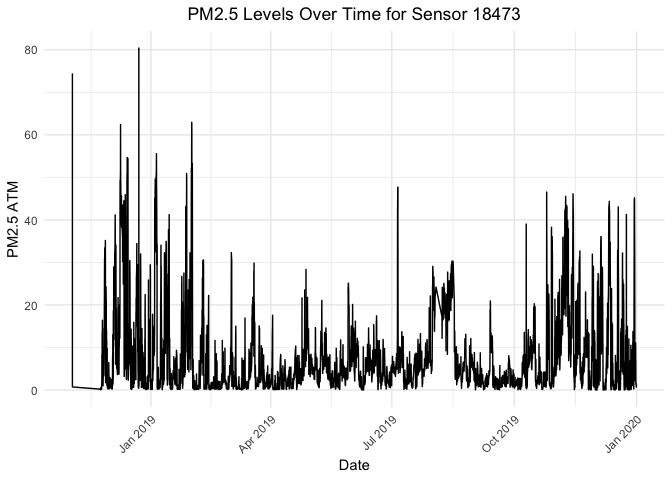 PM2.5 Levels Over Time for Sensor 18473
80
60
40
20
0
PM2.5 ATM
Jan 2019
Apr 2019
Jul 2019
Oct 2019
Jan 2020
Date